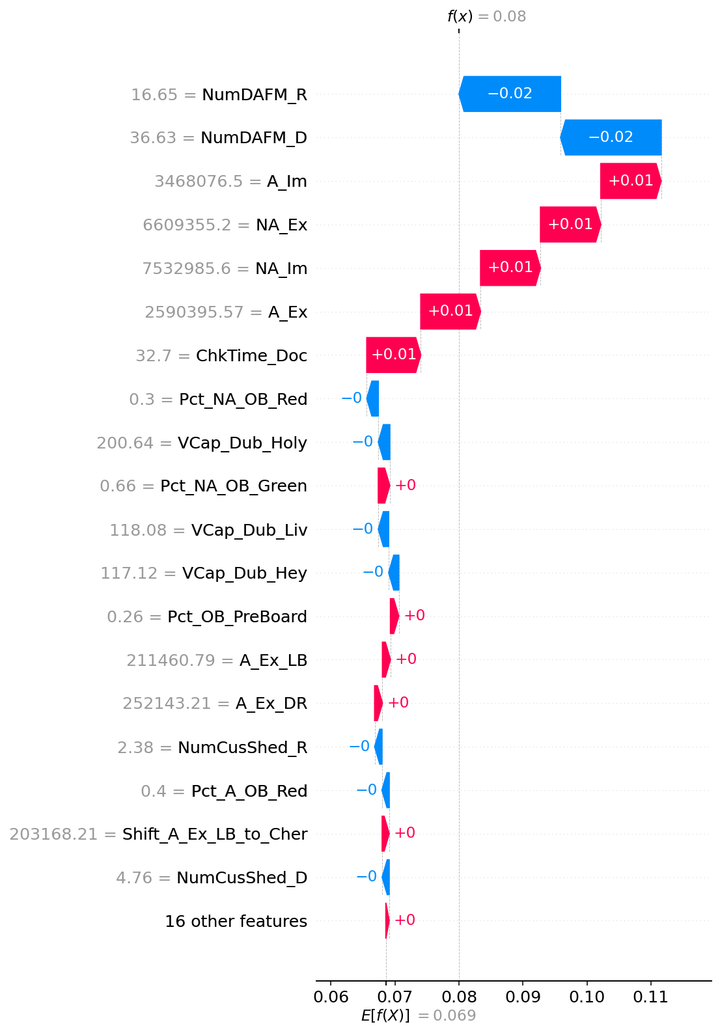 f(x) = 0.08
16.65 = NumDAFM_R −0.02
36.63 = NumDAFM_D −0.02
3468076.5 = A_Im +0.01
6609355.2 = NA_Ex +0.01
7532985.6 = NA_Im +0.01
2590395.57 = A_Ex +0.01
32.7 = ChkTime_Doc +0.01
0.3 = Pct_NA_OB_Red −0
200.64 = VCap_Dub_Holy −0
0.66 = Pct_NA_OB_Green +0
118.08 = VCap_Dub_Liv −0
117.12 = VCap_Dub_Hey −0
0.26 = Pct_OB_PreBoard +0
211460.79 = A_Ex_LB +0
252143.21 = A_Ex_DR +0
2.38 = NumCusShed_R −0
0.4 = Pct_A_OB_Red −0
203168.21 = Shift_A_Ex_LB_to_Cher +0
4.76 = NumCusShed_D −0
16 other features +0
0.06 0.07 0.08 0.09 0.10 0.11
E[f(X)] = 0.069